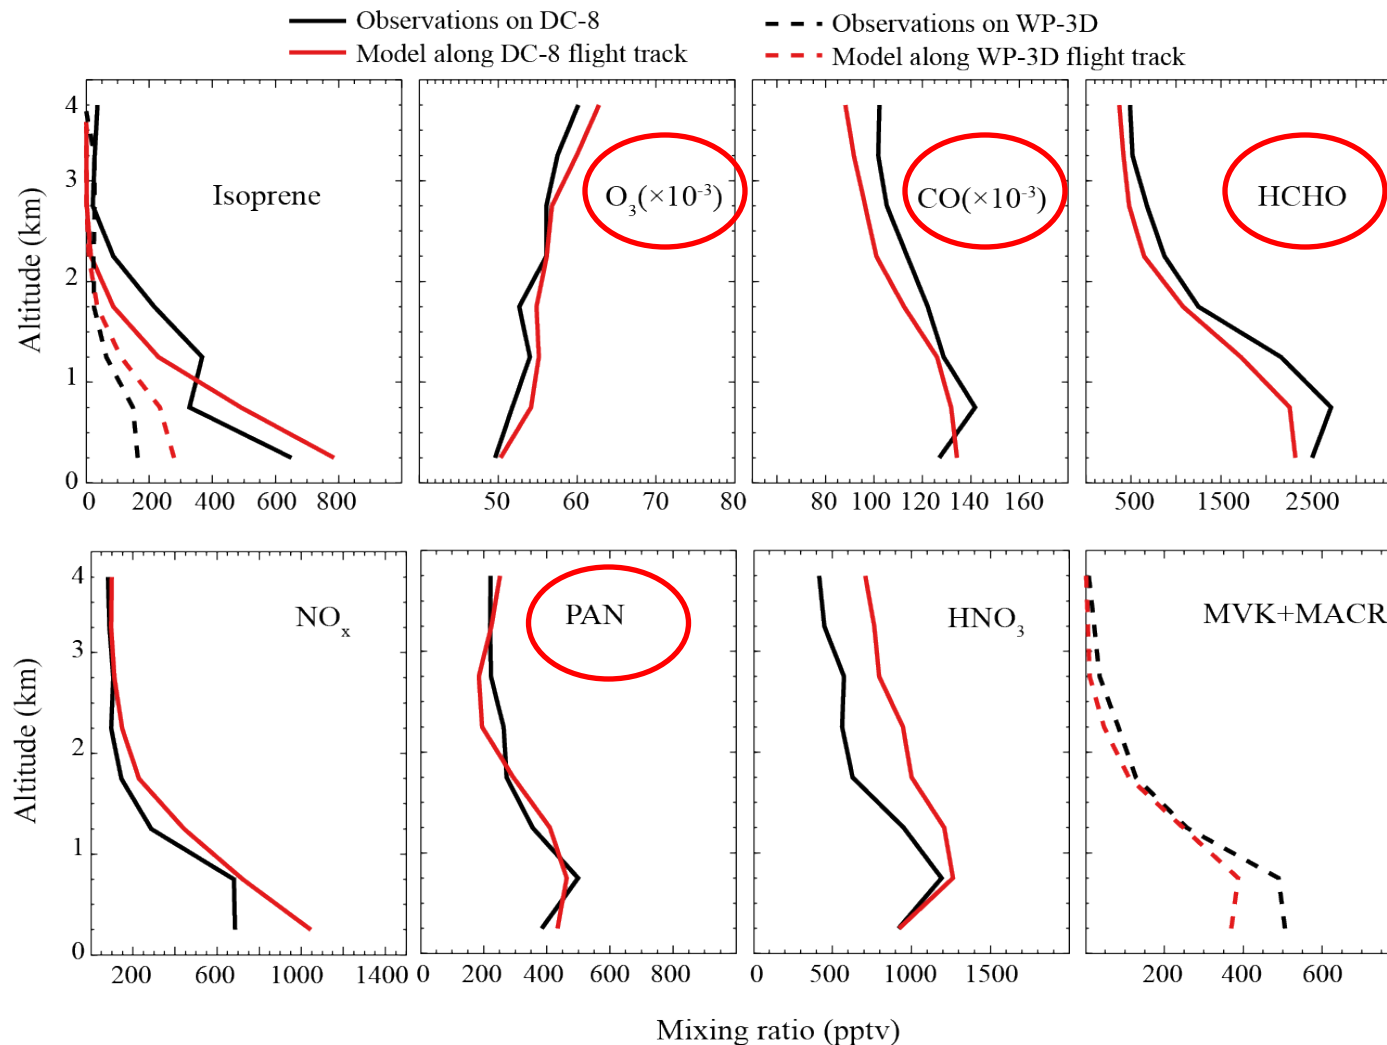 Observations on DC-8
Observations on WP-3D
Model along DC-8 flight track
Model along WP-3D flight track
Altitude (km)
4
3
2
1
0
Isoprene
0 200 400 600 800
O3(×10-3)
50 60 70 80
CO(×10-3)
80 100 120 140 160
HCHO
500 1500 2500
Altitude (km)
4
3
2
1
0
NOx
200 600 1000 1400
PAN
0 200 400 600 800
HNO3
0 500 1000 1500
MVK+MACR
200 400 600
Mixing ratio (pptv)